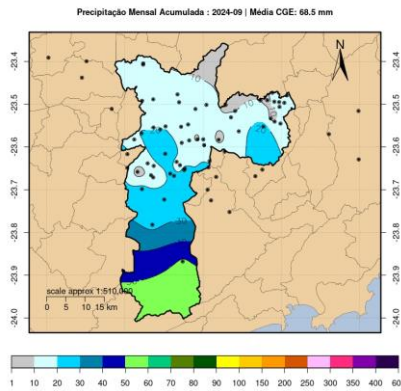 Precipitação Mensal Acumulada : 2024-09 | Média CGE: 68.5 mm
N
-23.4
-23.4
-23.5
-23.5
-23.6
-23.6
-23.7
-23.7
-23.8
-23.8
-23.9
-23.9
-24.0
-24.0
scale approx 1:510,000
0 5 10 15 km
1 10 20 30 40 50 60 70 80 90 100 150 200 250 300 350 400 60